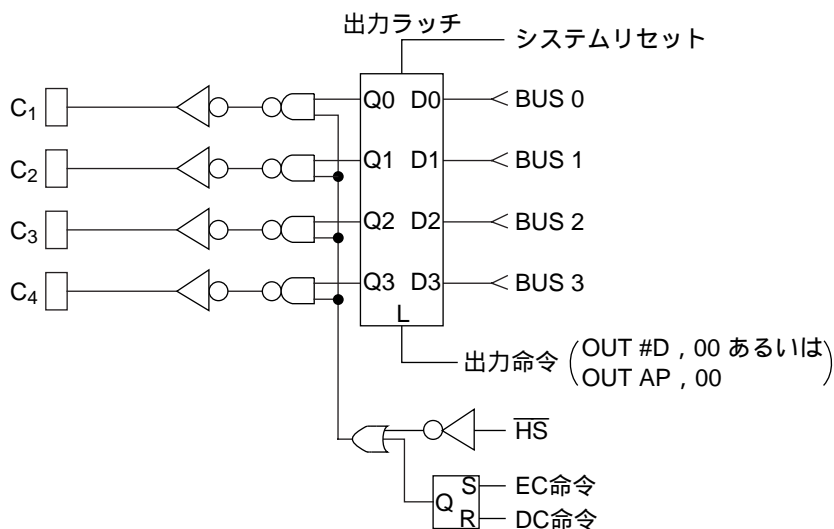 出力ラッチ
システムリセット
C1 Q0 D0 BUS 0
C2 Q1 D1 BUS 1
C3 Q2 D2 BUS 2
C4 Q3 D3 BUS 3
L
出力命令 (OUT #D , 00 あるいは
OUT AP , 00)
HS
S EC命令
Q
R DC命令